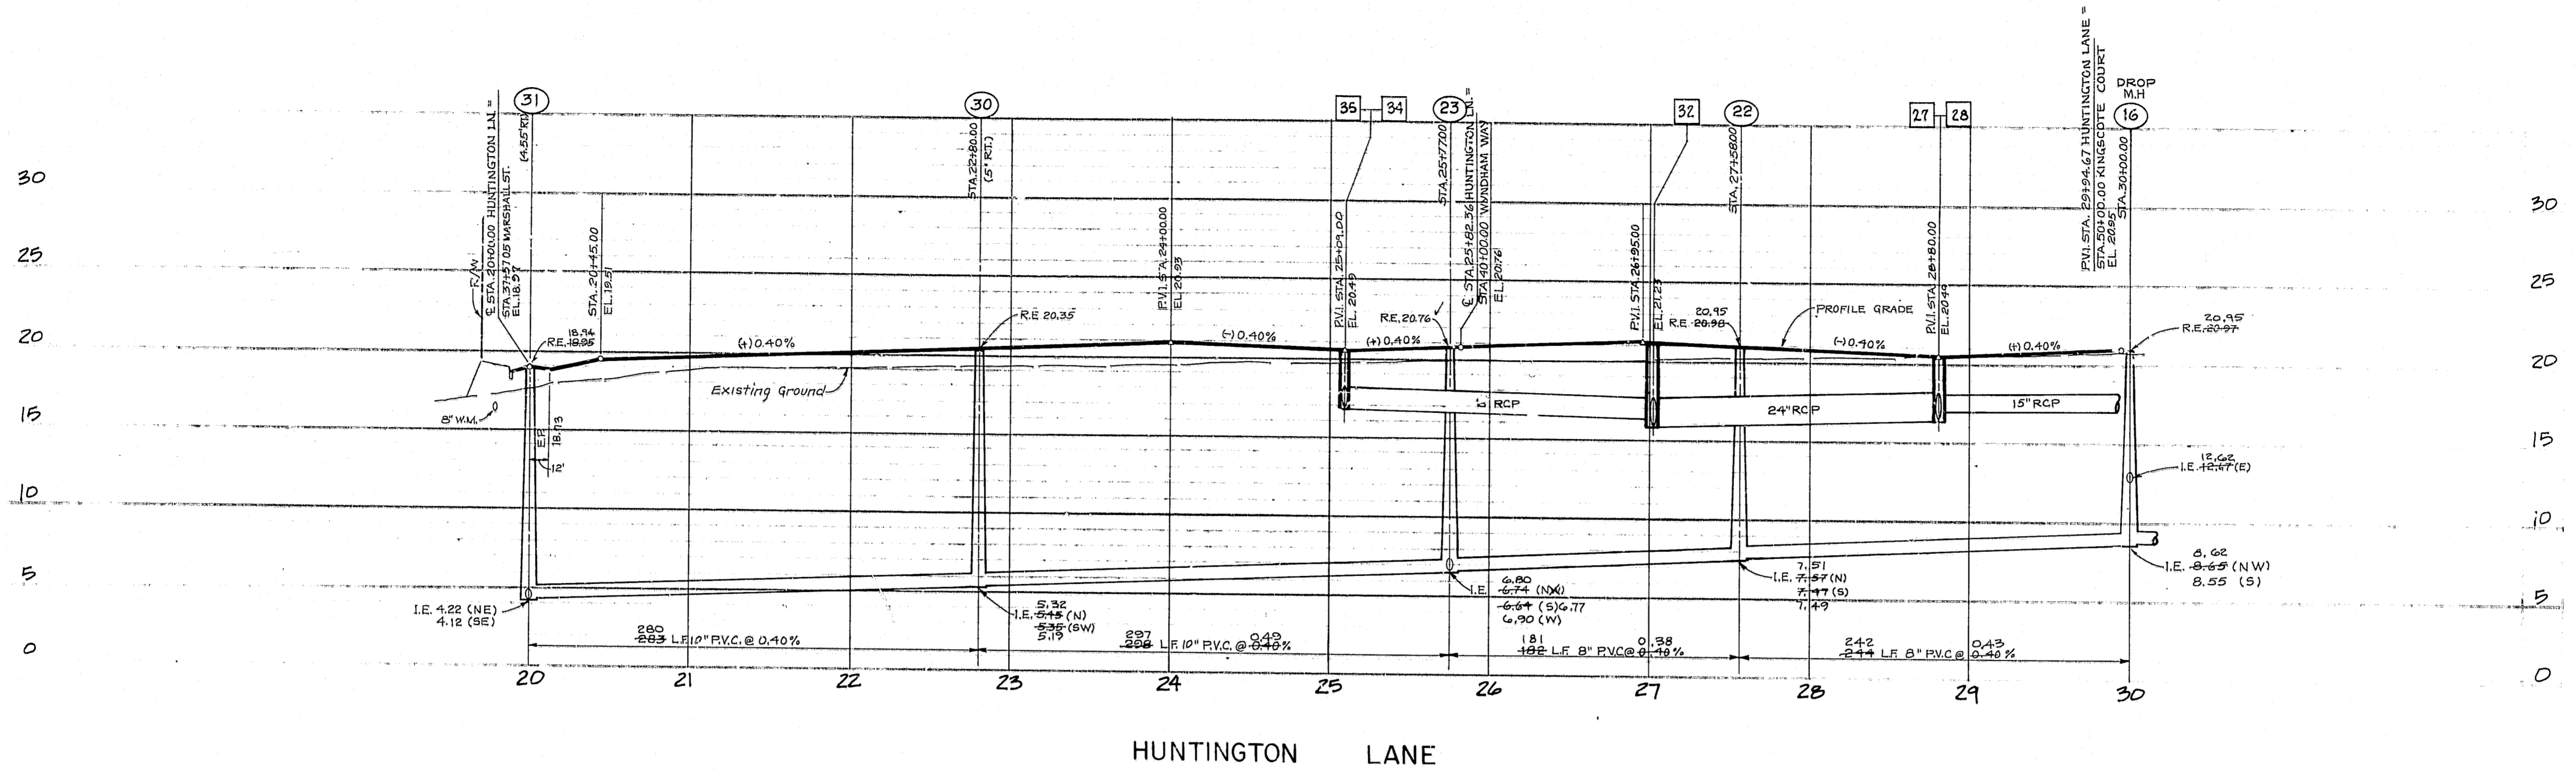 31
30
35
34
23
32
22
27
28
DROP
M.H
16
℄ STA. 20+00.00 HUNTINGTON LN. =
STA. 37+57.05 MARSHALL ST.
EL. 18.97
(4.55' RT.)
STA. 22+80.00
(5' RT.)
STA. 25+77.00
℄ STA. 25+82.36 HUNTINGTON LN. =
STA. 40+00.00 WYNDHAM WAY
EL. 20.76
STA. 27+58.00
P.V.I. STA. 29+94.67 HUNTINGTON LANE =
STA. 50+00.00 KINGSCOTE COURT
EL. 20.95
STA. 30+00.00
R/W
STA. 20+45.00
EL. 19.51
P.V.I. STA. 24+00.00
EL. 20.93
P.V.I. STA. 25+09.00
EL. 20.49
P.V.I. STA. 26+95.00
EL. 21.23
P.V.I. STA. 28+80.00
EL. 20.49
30
25
20
15
10
5
0
30
25
20
15
10
5
0
18.94
R.E. 18.95
(+) 0.40%
R.E. 20.35
(-) 0.40%
(+) 0.40%
R.E. 20.76
20.95
R.E. 20.98
PROFILE GRADE
(-) 0.40%
(+) 0.40%
20.95
R.E. 20.97
Existing Ground
8" W.M.
E.P.
18.73
12'
RCP
24" RCP
15" RCP
12.62
I.E. 12.67 (E)
I.E. 4.22 (NE)
4.12 (SE)
5.32
I.E. 5.45 (N)
5.35 (SW)
5.19
6.80
I.E. 6.74 (NW)
6.64 (S) 6.77
6.90 (W)
7.51
I.E. 7.57 (N)
7.47 (S)
7.49
8.62
I.E. 8.65 (NW)
8.55 (S)
280
283 L.F. 10" P.V.C. @ 0.40%
297 0.49
298 L.F. 10" P.V.C. @ 0.40%
181 0.38
182 L.F. 8" P.V.C @ 0.40%
242 0.43
244 L.F. 8" P.V.C @ 0.40%
20 21 22 23 24 25 26 27 28 29 30
HUNTINGTON LANE